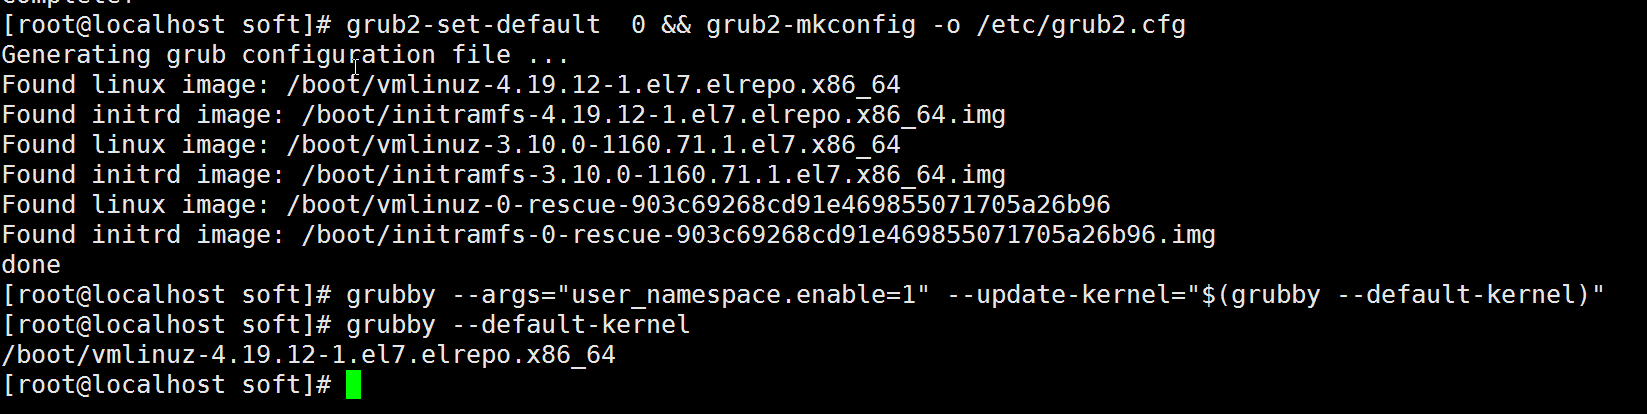 complete!
[root@localhost soft]# grub2-set-default  0 && grub2-mkconfig -o /etc/grub2.cfg
Generating grub configuration file ...
Found linux image: /boot/vmlinuz-4.19.12-1.el7.elrepo.x86_64
Found initrd image: /boot/initramfs-4.19.12-1.el7.elrepo.x86_64.img
Found linux image: /boot/vmlinuz-3.10.0-1160.71.1.el7.x86_64
Found initrd image: /boot/initramfs-3.10.0-1160.71.1.el7.x86_64.img
Found linux image: /boot/vmlinuz-0-rescue-903c69268cd91e469855071705a26b96
Found initrd image: /boot/initramfs-0-rescue-903c69268cd91e469855071705a26b96.img
done
[root@localhost soft]# grubby --args="user_namespace.enable=1" --update-kernel="$(grubby --default-kernel)"
[root@localhost soft]# grubby --default-kernel
/boot/vmlinuz-4.19.12-1.el7.elrepo.x86_64
[root@localhost soft]#